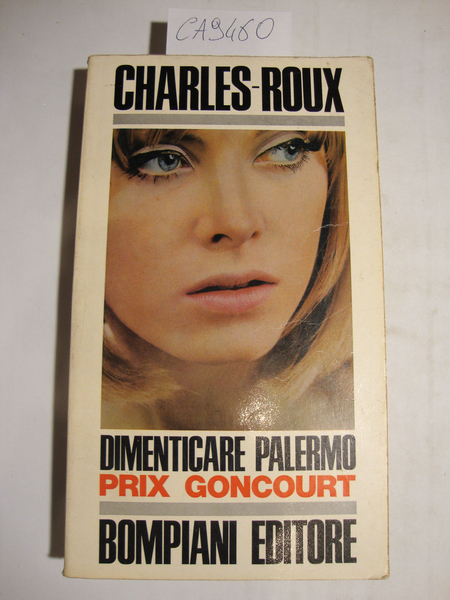 CA9460
CHARLES-ROUX
DIMENTICARE PALERMO
PRIX GONCOURT
BOMPIANI EDITORE